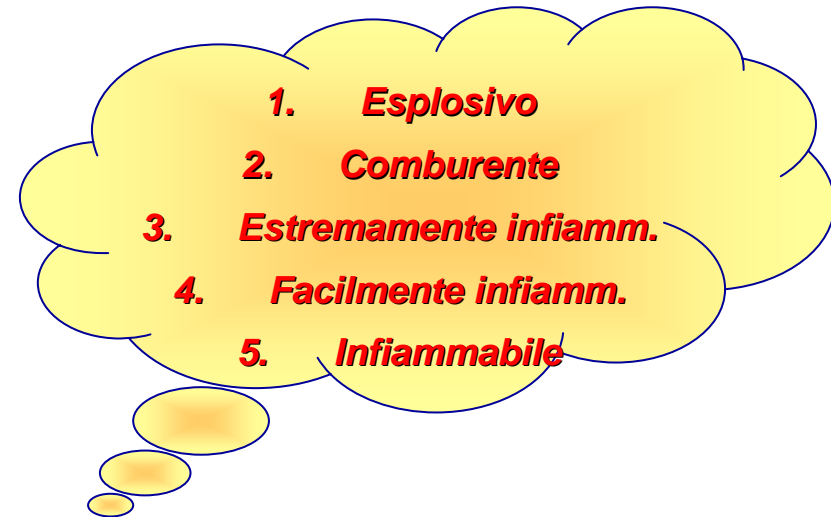 1. Esplosivo
2. Comburente
3. Estremamente infiamm.
4. Facilmente infiamm.
5. Infiammabile